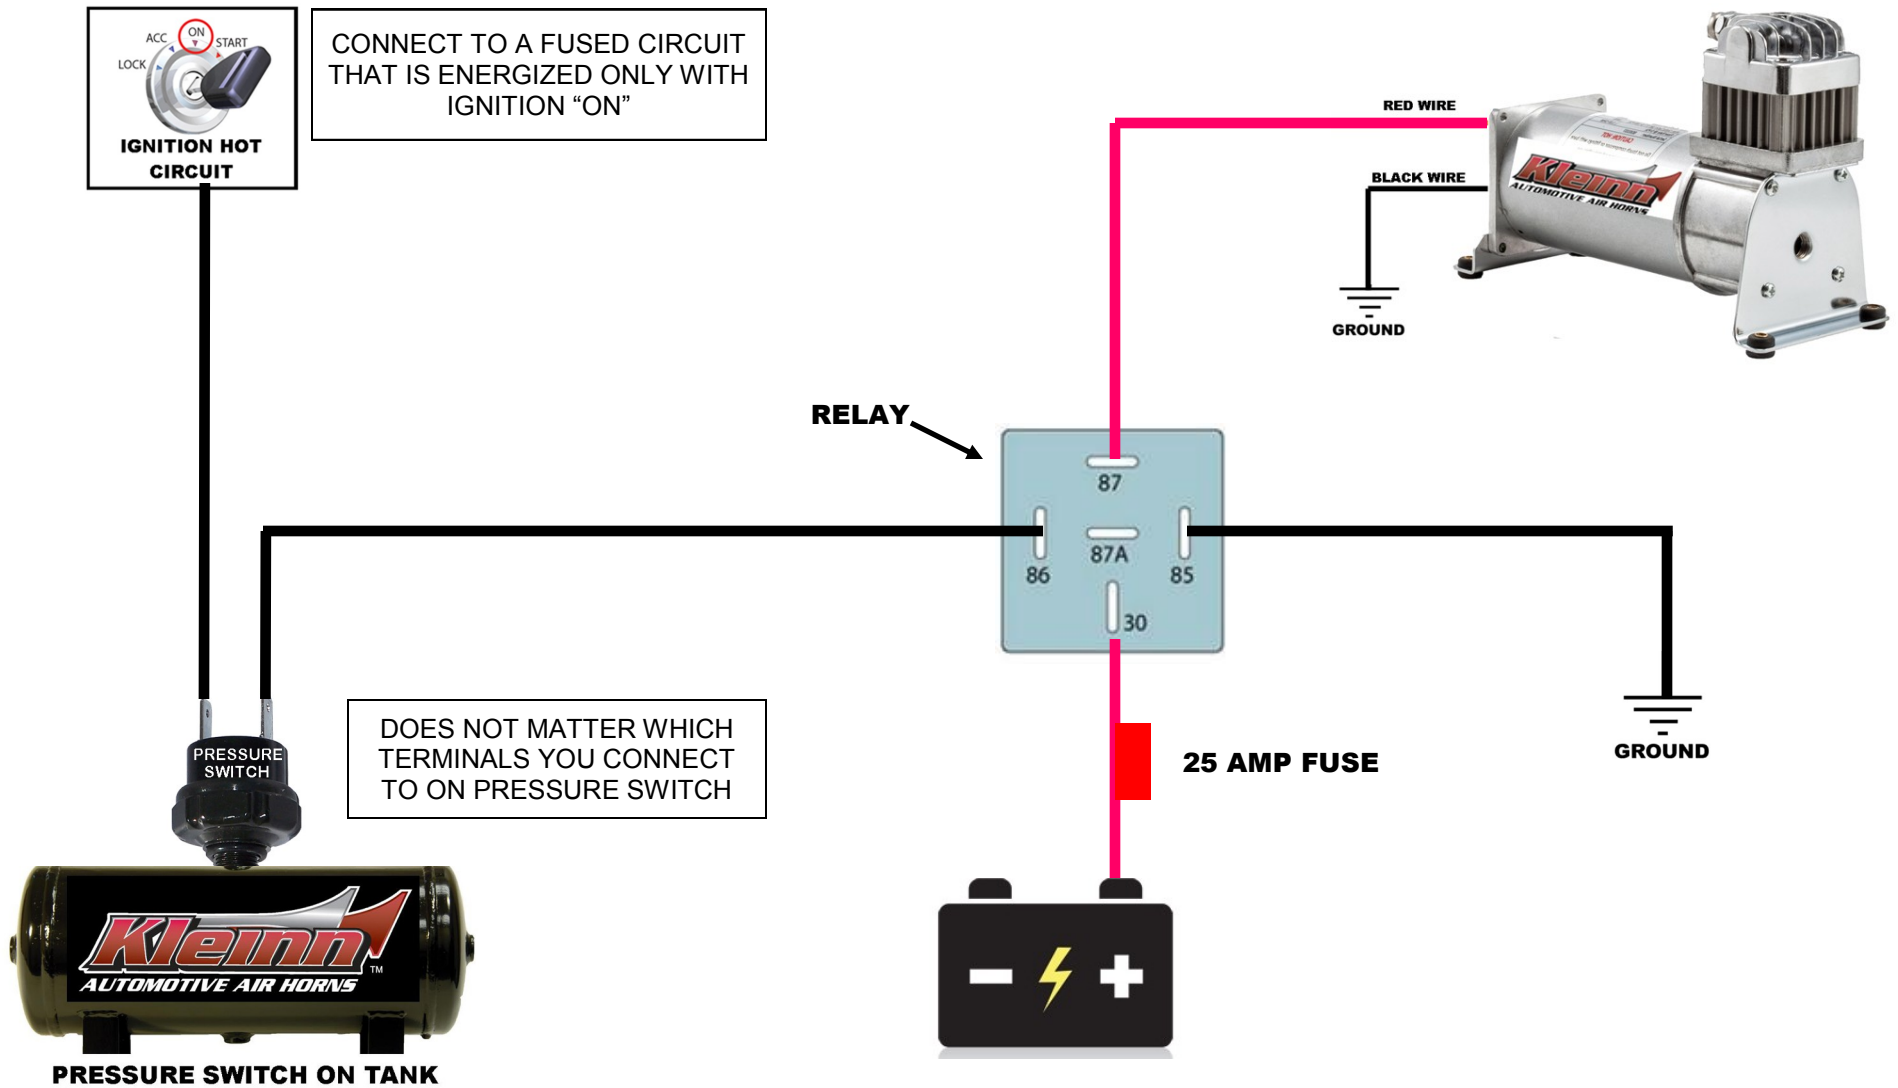 ACC
ON
START
LOCK
IGNITION HOT
CIRCUIT
CONNECT TO A FUSED CIRCUIT
THAT IS ENERGIZED ONLY WITH
IGNITION “ON”
RED WIRE
BLACK WIRE
Kleinn
AUTOMOTIVE AIR HORNS
GROUND
RELAY
87
87A
86
85
30
GROUND
25 AMP FUSE
DOES NOT MATTER WHICH
TERMINALS YOU CONNECT
TO ON PRESSURE SWITCH
PRESSURE
SWITCH
Kleinn
TM
AUTOMOTIVE AIR HORNS
PRESSURE SWITCH ON TANK